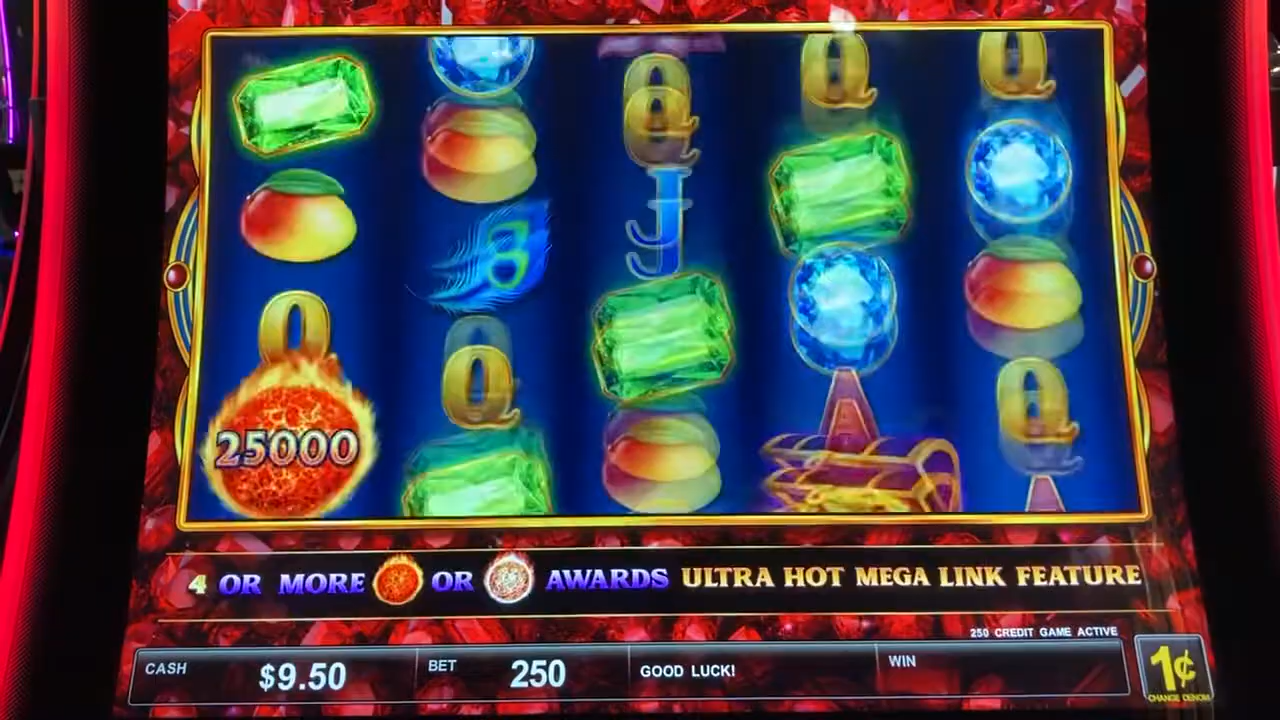 Q
Q
Q
Q
J
Q
Q
Q
25000
4 OR MORE OR AWARDS ULTRA HOT MEGA LINK FEATURE
250 CREDIT GAME ACTIVE
CASH $9.50 BET 250 GOOD LUCK! WIN
1¢
CHANGE DENOM